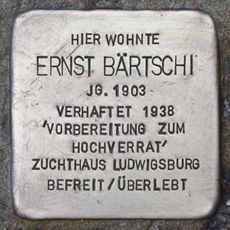 HIER WOHNTE
ERNST BÄRTSCHI
JG. 1903
VERHAFTET 1938
'VORBEREITUNG ZUM
HOCHVERRAT'
ZUCHTHAUS LUDWIGSBURG
BEFREIT/ÜBERLEBT